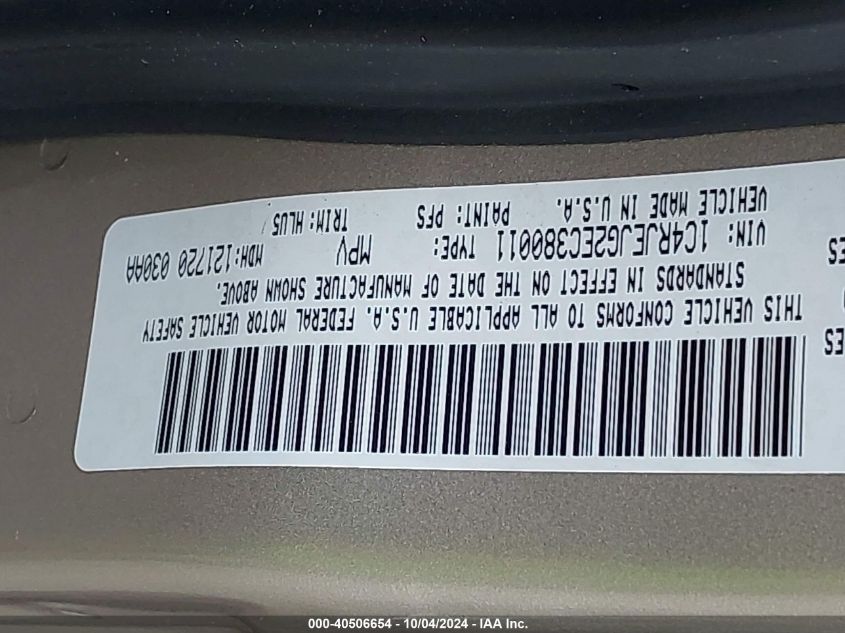 THIS VEHICLE CONFORMS TO ALL APPLICABLE U.S.A. FEDERAL MOTOR VEHICLE SAFETY
STANDARDS IN EFFECT ON THE DATE OF MANUFACTURE SHOWN ABOVE.
VIN: 1C4RJEJG2EC380011 TYPE: MPV MDH: 121720 030AA
VEHICLE MADE IN U.S.A. PAINT: PFS TRIM: HLU5
000-40506654 - 10/04/2024 - IAA Inc.